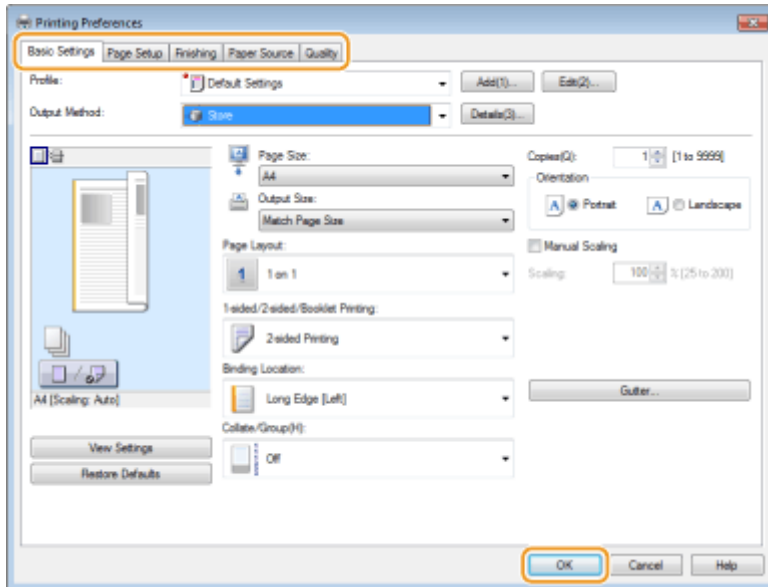 Printing Preferences
Basic Settings Page Setup Finishing Paper Source Quality
Profile: Default Settings Add(1)... Edit(2)...
Output Method: Store Details(3)...
Page Size: Copies(Q): 1 [1 to 9999]
A4 Orientation
Output Size: A Portrait A Landscape
Match Page Size
Page Layout: Manual Scaling
1 1 on 1 Scaling: 100 % [25 to 200]
1-sided/2-sided/Booklet Printing:
2-sided Printing
Binding Location:
Long Edge [Left] Gutter...
A4 [Scaling: Auto]
Collate/Group(H):
View Settings Off
Restore Defaults
OK Cancel Help